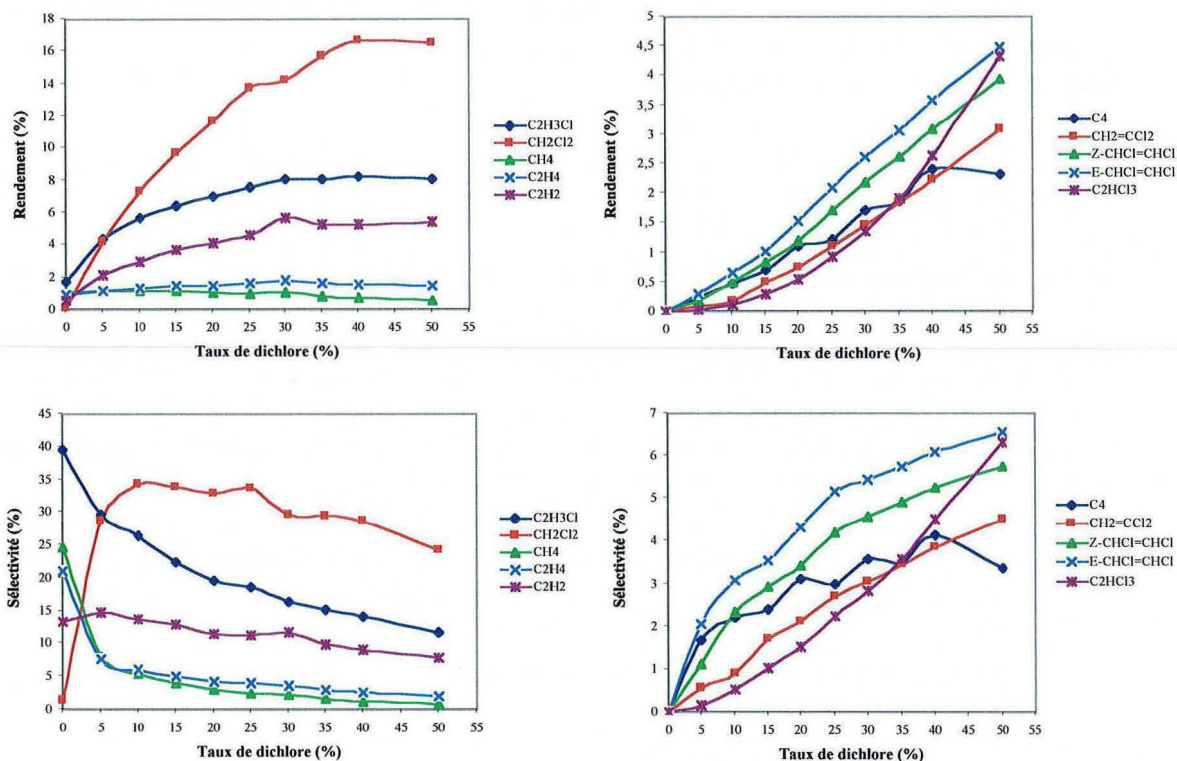 18
16
14
12
10
8
6
4
2
0
Rendement (%)
0 5 10 15 20 25 30 35 40 45 50 55
Taux de dichlore (%)
C2H3Cl
CH2Cl2
CH4
C2H4
C2H2
5
4,5
4
3,5
3
2,5
2
1,5
1
0,5
0
Rendement (%)
0 5 10 15 20 25 30 35 40 45 50 55
Taux de dichlore (%)
C4
CH2=CCl2
Z-CHCl=CHCl
E-CHCl=CHCl
C2HCl3
45
40
35
30
25
20
15
10
5
0
Sélectivité (%)
0 5 10 15 20 25 30 35 40 45 50 55
Taux de dichlore (%)
C2H3Cl
CH2Cl2
CH4
C2H4
C2H2
7
6
5
4
3
2
1
0
Sélectivité (%)
0 5 10 15 20 25 30 35 40 45 50 55
Taux de dichlore (%)
C4
CH2=CCl2
Z-CHCl=CHCl
E-CHCl=CHCl
C2HCl3